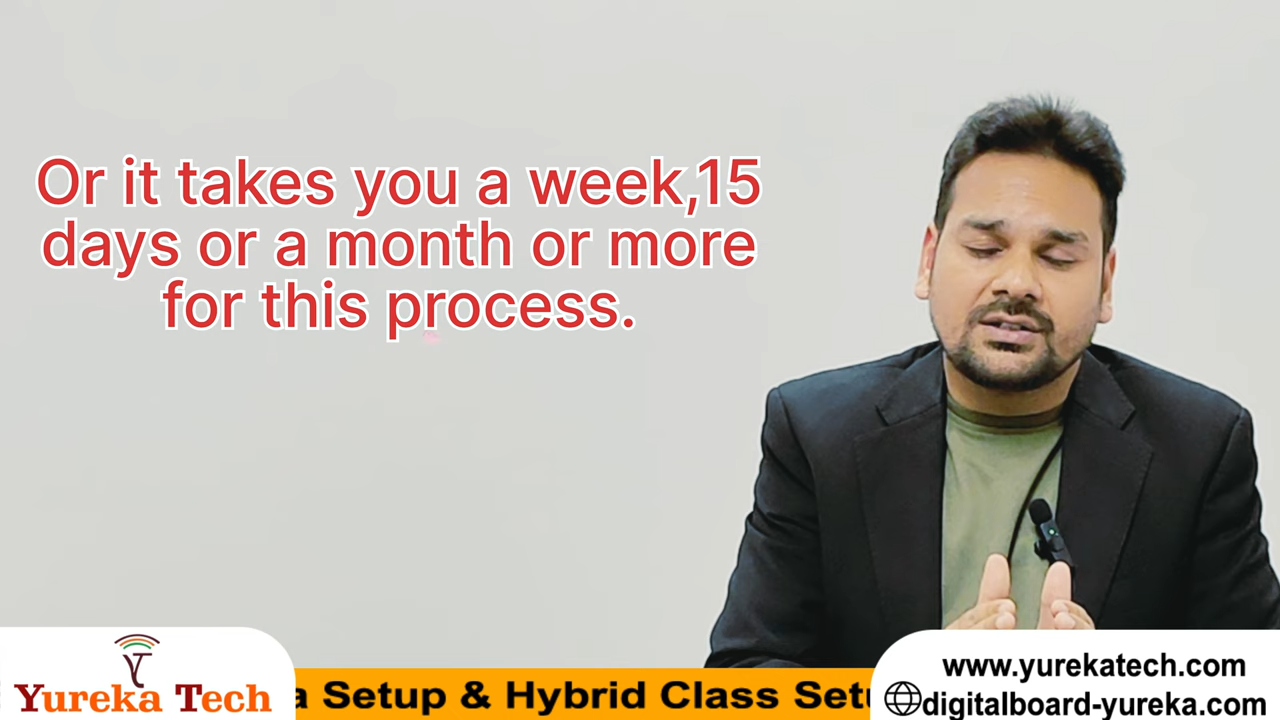 Or it takes you a week,15
days or a month or more
for this process.
www.yurekatech.com
Yureka Tech
a Setup & Hybrid Class Setu
digitalboard-yureka.com